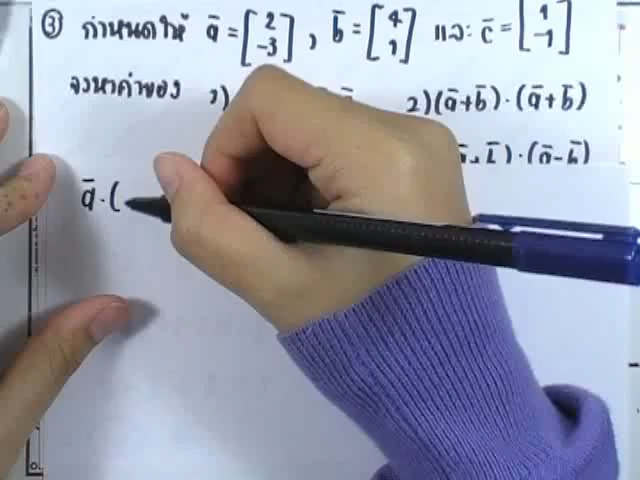 ③ กำหนดให้ ā = [2 -3] , b̄ = [4 1] และ c̄ = [1 -1]
จงหาค่าของ 1) 2) (ā+b̄)·(ā+b̄)
)·(ā-b̄)
ā·(